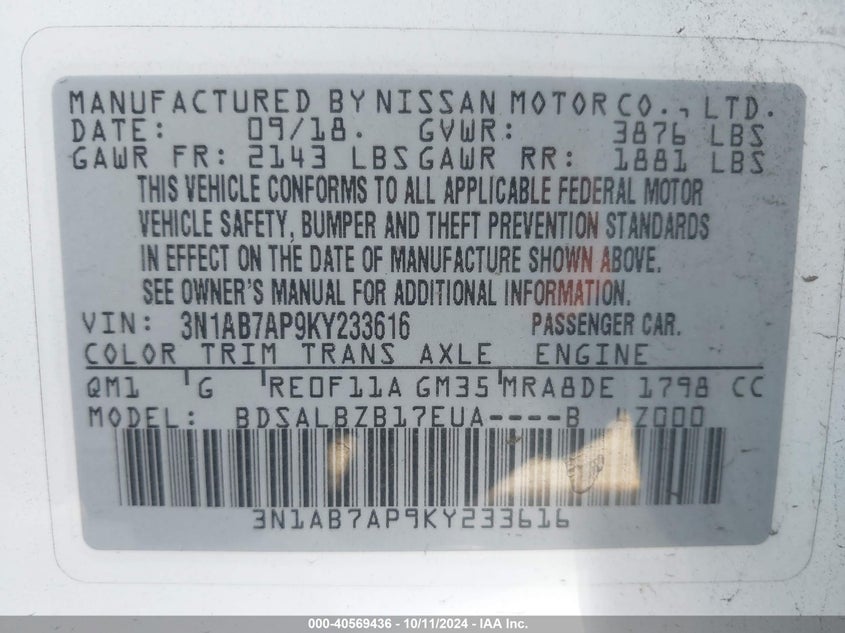 MANUFACTURED BY NISSAN MOTOR CO., LTD.
DATE: 09/18. GVWR: 3876 LBS
GAWR FR: 2143 LBS GAWR RR: 1881 LBS
THIS VEHICLE CONFORMS TO ALL APPLICABLE FEDERAL MOTOR
VEHICLE SAFETY, BUMPER AND THEFT PREVENTION STANDARDS
IN EFFECT ON THE DATE OF MANUFACTURE SHOWN ABOVE.
SEE OWNER'S MANUAL FOR ADDITIONAL INFORMATION.
VIN: 3N1AB7AP9KY233616 PASSENGER CAR.
COLOR TRIM TRANS AXLE ENGINE
QM1 G RE0F11A GM35 MRA8DE 1798 CC
MODEL: BDSALBZB17EUA----B UZ000
3N1AB7AP9KY233616
000-40569436 - 10/11/2024 - IAA Inc.